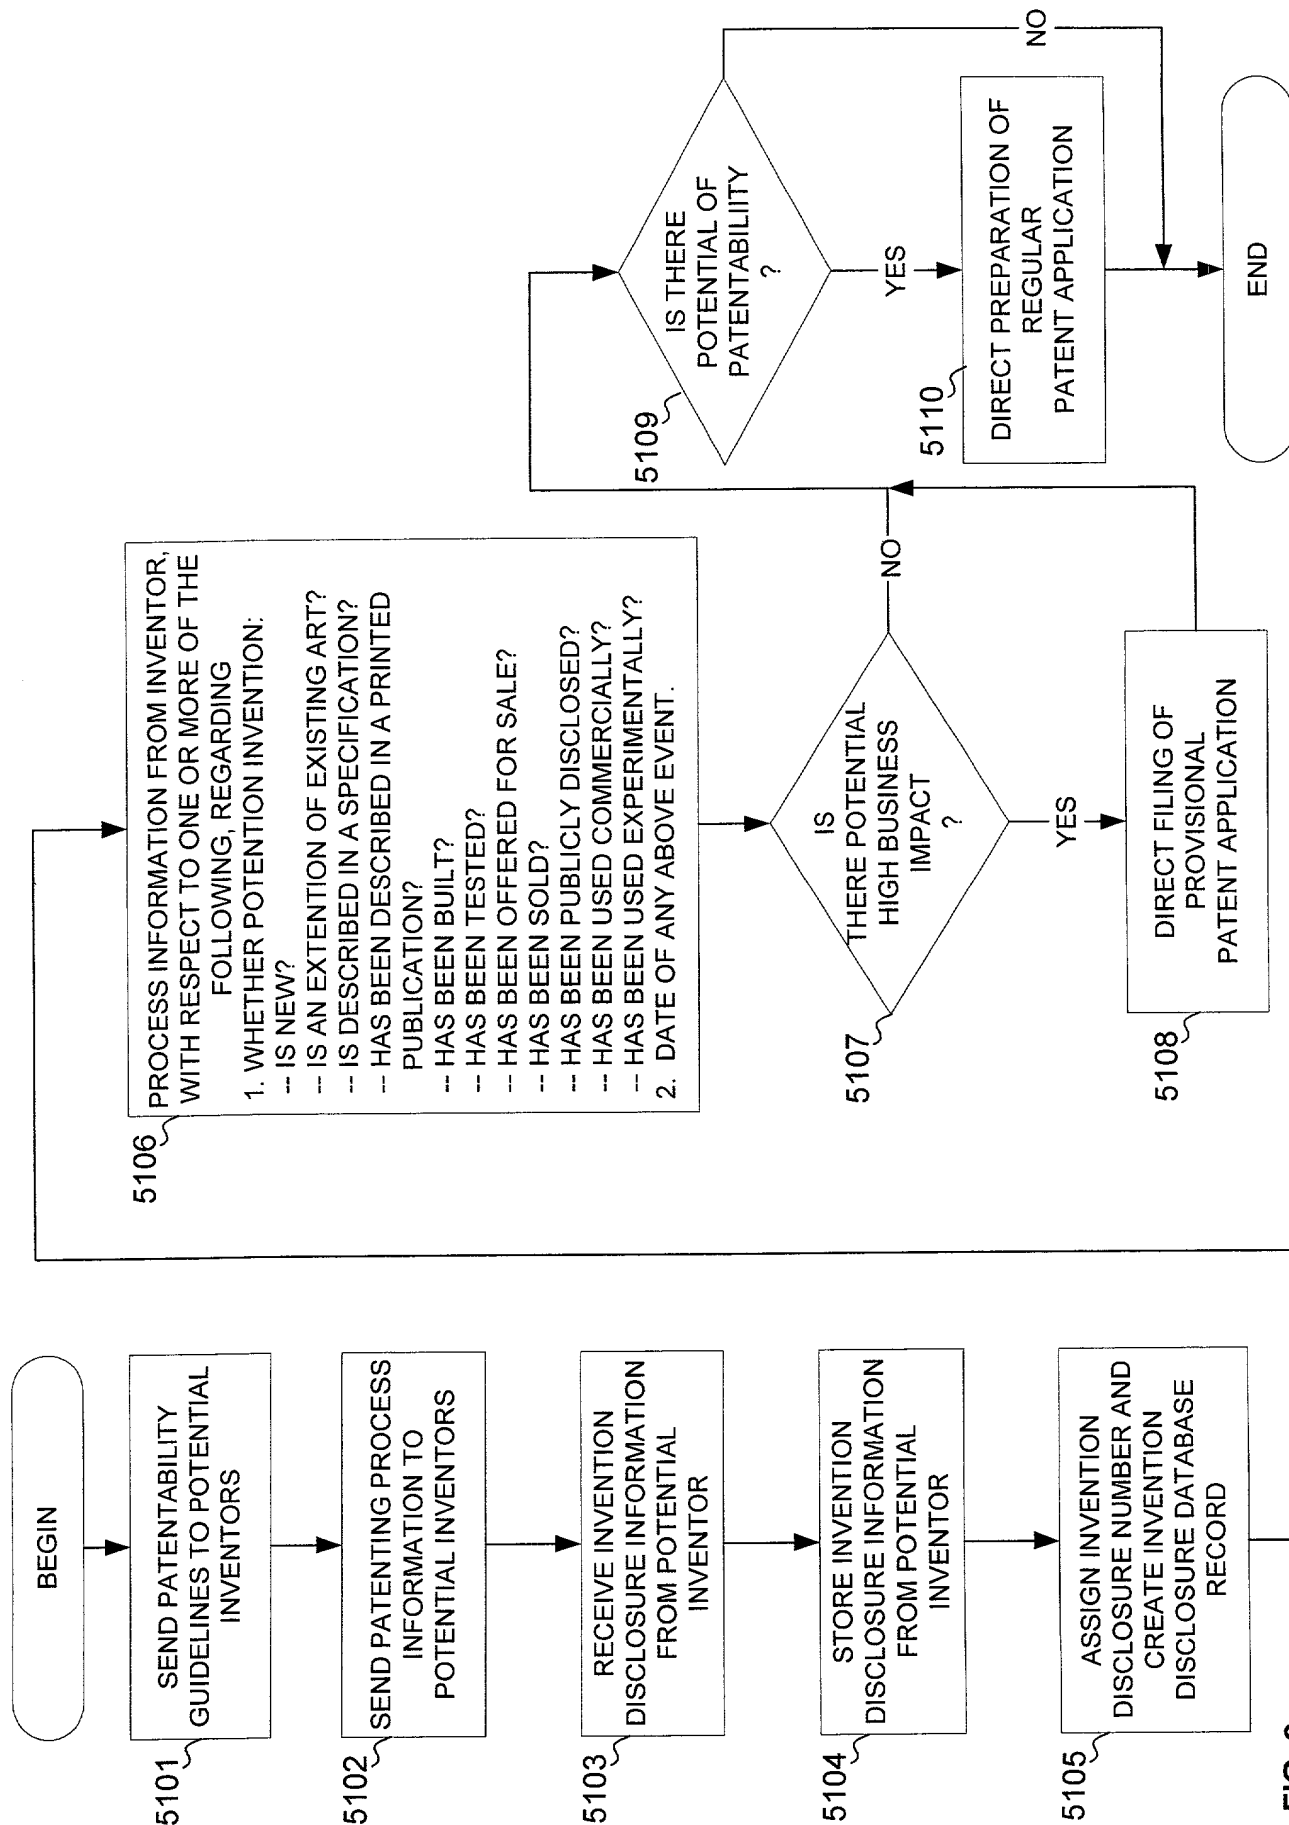 BEGIN
5101
SEND PATENTABILITY
GUIDELINES TO POTENTIAL
INVENTORS
5102
SEND PATENTING PROCESS
INFORMATION TO
POTENTIAL INVENTORS
5103
RECEIVE INVENTION
DISCLOSURE INFORMATION
FROM POTENTIAL
INVENTOR
5104
STORE INVENTION
DISCLOSURE INFORMATION
FROM POTENTIAL
INVENTOR
5105
ASSIGN INVENTION
DISCLOSURE NUMBER AND
CREATE INVENTION
DISCLOSURE DATABASE
RECORD
5106
PROCESS INFORMATION FROM INVENTOR,
WITH RESPECT TO ONE OR MORE OF THE
FOLLOWING, REGARDING
1. WHETHER POTENTION INVENTION:
-- IS NEW?
-- IS AN EXTENTION OF EXISTING ART?
-- IS DESCRIBED IN A SPECIFICATION?
-- HAS BEEN DESCRIBED IN A PRINTED
PUBLICATION?
-- HAS BEEN BUILT?
-- HAS BEEN TESTED?
-- HAS BEEN OFFERED FOR SALE?
-- HAS BEEN SOLD?
-- HAS BEEN PUBLICLY DISCLOSED?
-- HAS BEEN USED COMMERCIALLY?
-- HAS BEEN USED EXPERIMENTALLY?
2. DATE OF ANY ABOVE EVENT.
5107
IS
THERE POTENTIAL
HIGH BUSINESS
IMPACT
?
NO
YES
5108
DIRECT FILING OF
PROVISIONAL
PATENT APPLICATION
5109
IS THERE
POTENTIAL OF
PATENTABILIITY
?
NO
YES
5110
DIRECT PREPARATION OF
REGULAR
PATENT APPLICATION
END